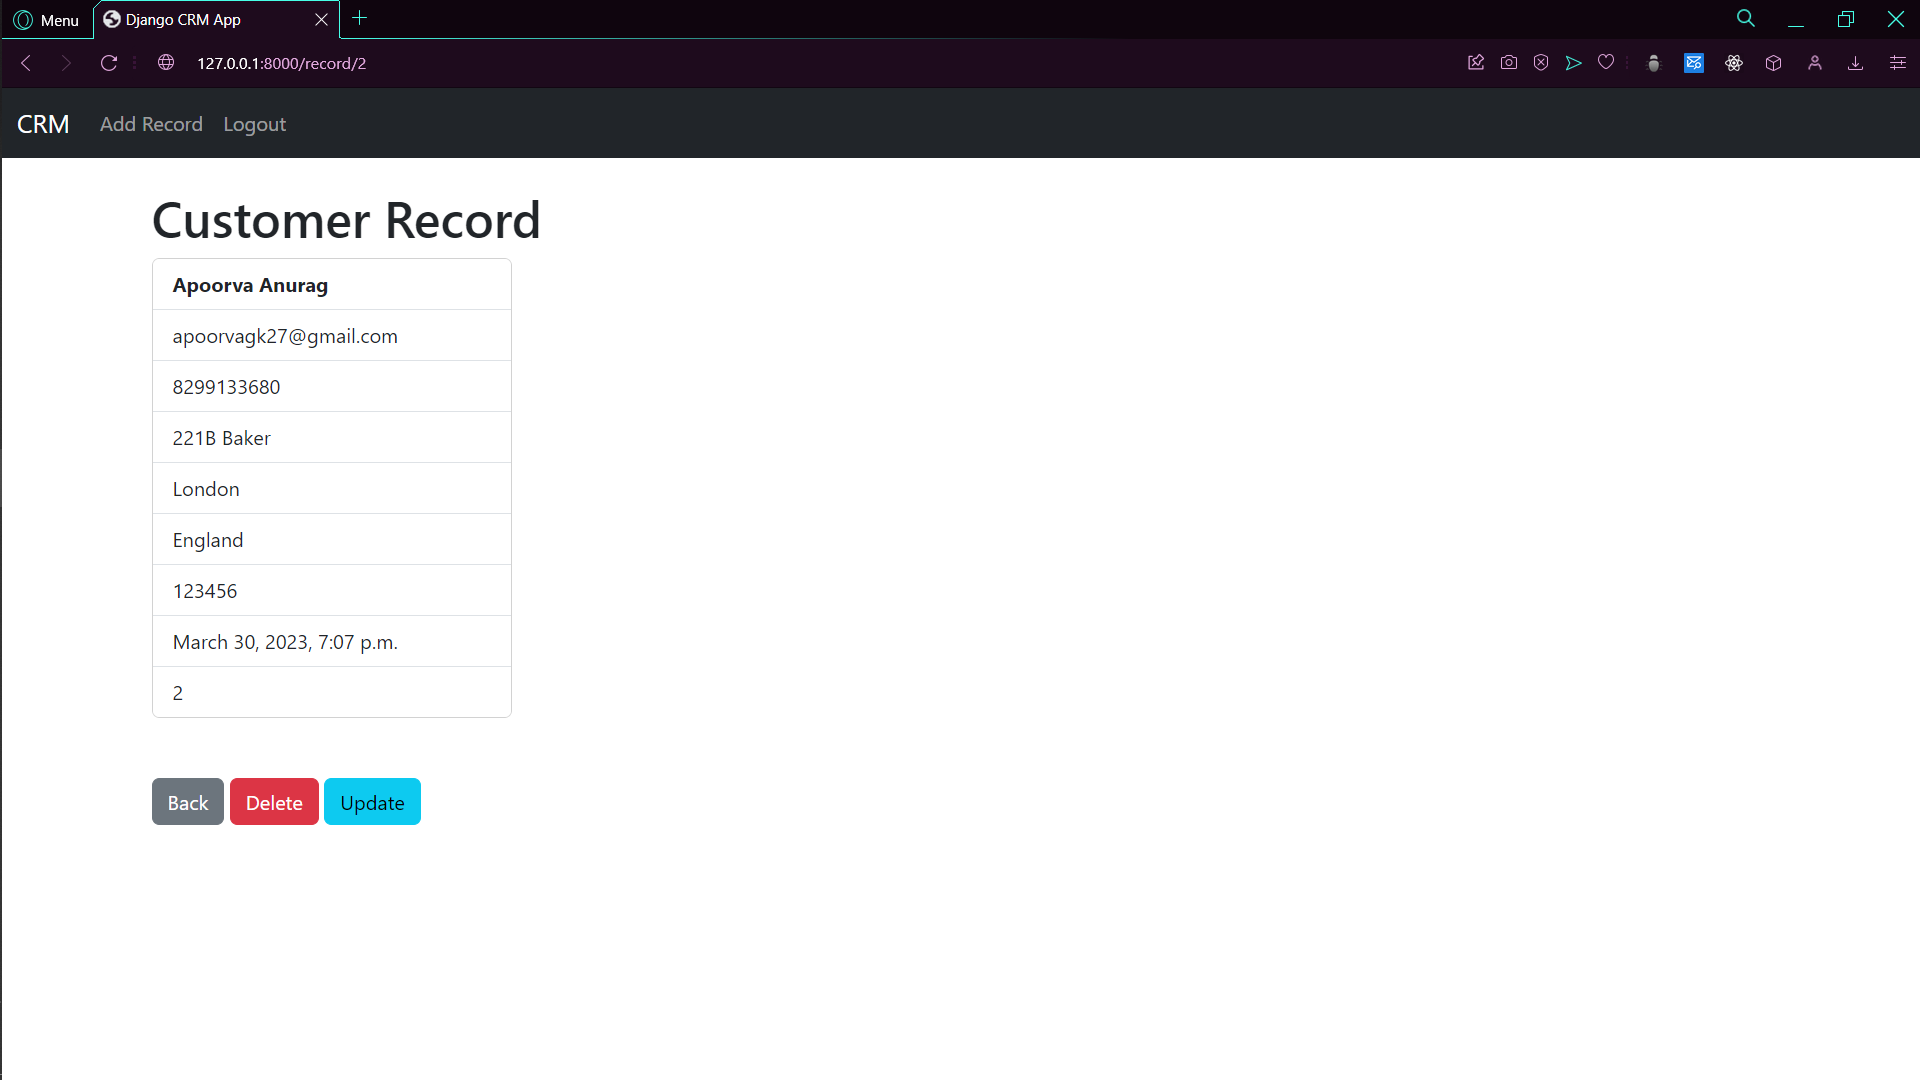 Menu
Django CRM App
127.0.0.1:8000/record/2
CRM Add Record Logout
Customer Record
Apoorva Anurag
apoorvagk27@gmail.com
8299133680
221B Baker
London
England
123456
March 30, 2023, 7:07 p.m.
2
Back Delete Update